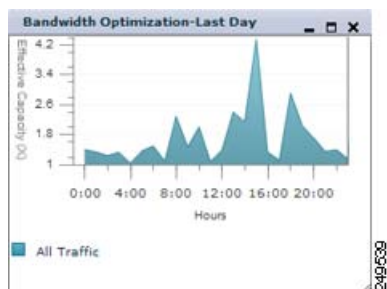 Bandwidth Optimization-Last Day
Effective Capacity (X)
4.2
3.4
2.6
1.8
1
0:00 4:00 8:00 12:00 16:00 20:00
Hours
All Traffic
249539